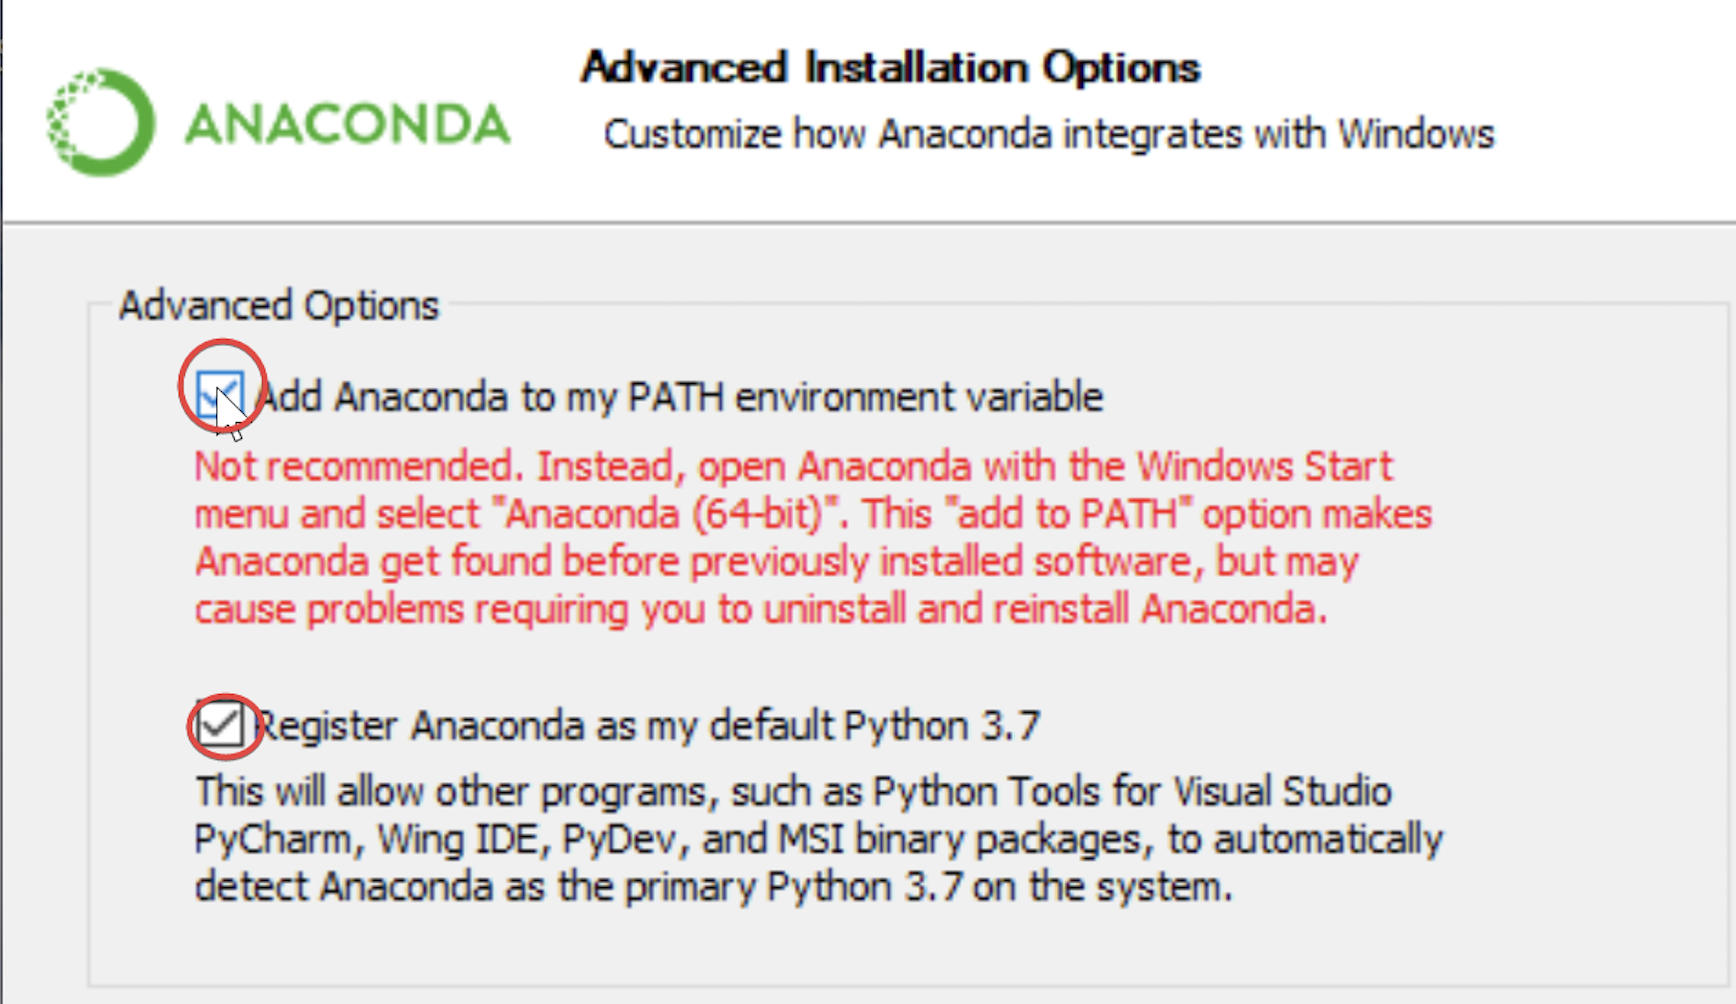 Advanced Installation Options
ANACONDA
Customize how Anaconda integrates with Windows
Advanced Options
Add Anaconda to my PATH environment variable
Not recommended. Instead, open Anaconda with the Windows Start
menu and select "Anaconda (64-bit)". This "add to PATH" option makes
Anaconda get found before previously installed software, but may
cause problems requiring you to uninstall and reinstall Anaconda.
Register Anaconda as my default Python 3.7
This will allow other programs, such as Python Tools for Visual Studio
PyCharm, Wing IDE, PyDev, and MSI binary packages, to automatically
detect Anaconda as the primary Python 3.7 on the system.